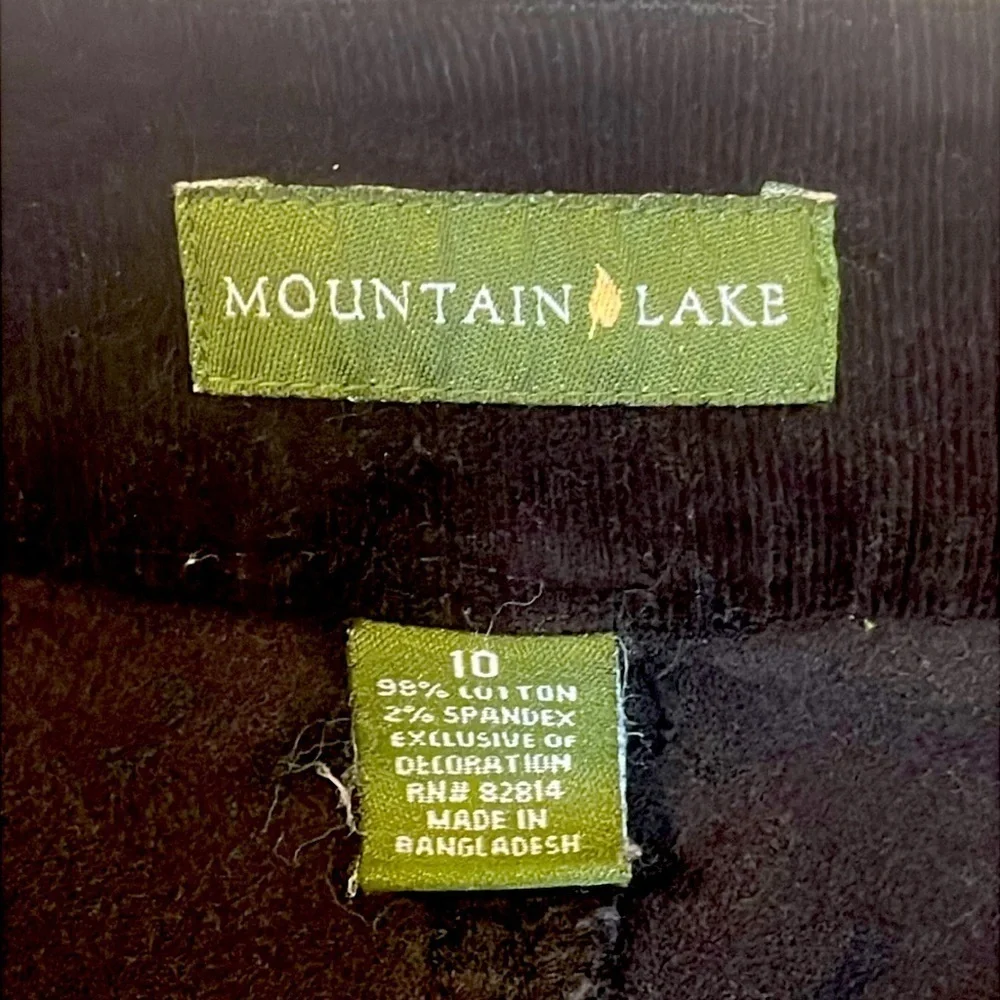 MOUNTAIN LAKE
10
98% COTTON
2% SPANDEX
EXCLUSIVE OF
DECORATION
RN# 82814
MADE IN
BANGLADESH